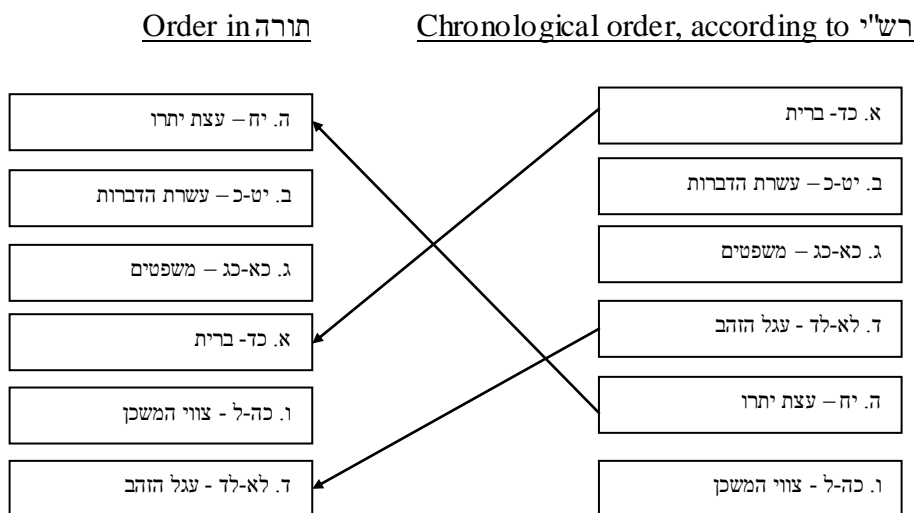 Order in תורה
Chronological order, according to רש"י
ה. יח – עצת יתרו
ב. יט-כ – עשרת הדברות
ג. כא-כג – משפטים
א. כד- ברית
ו. כה-ל - צווי המשכן
ד. לא-לד - עגל הזהב
א. כד- ברית
ב. יט-כ – עשרת הדברות
ג. כא-כג – משפטים
ד. לא-לד - עגל הזהב
ה. יח – עצת יתרו
ו. כה-ל - צווי המשכן